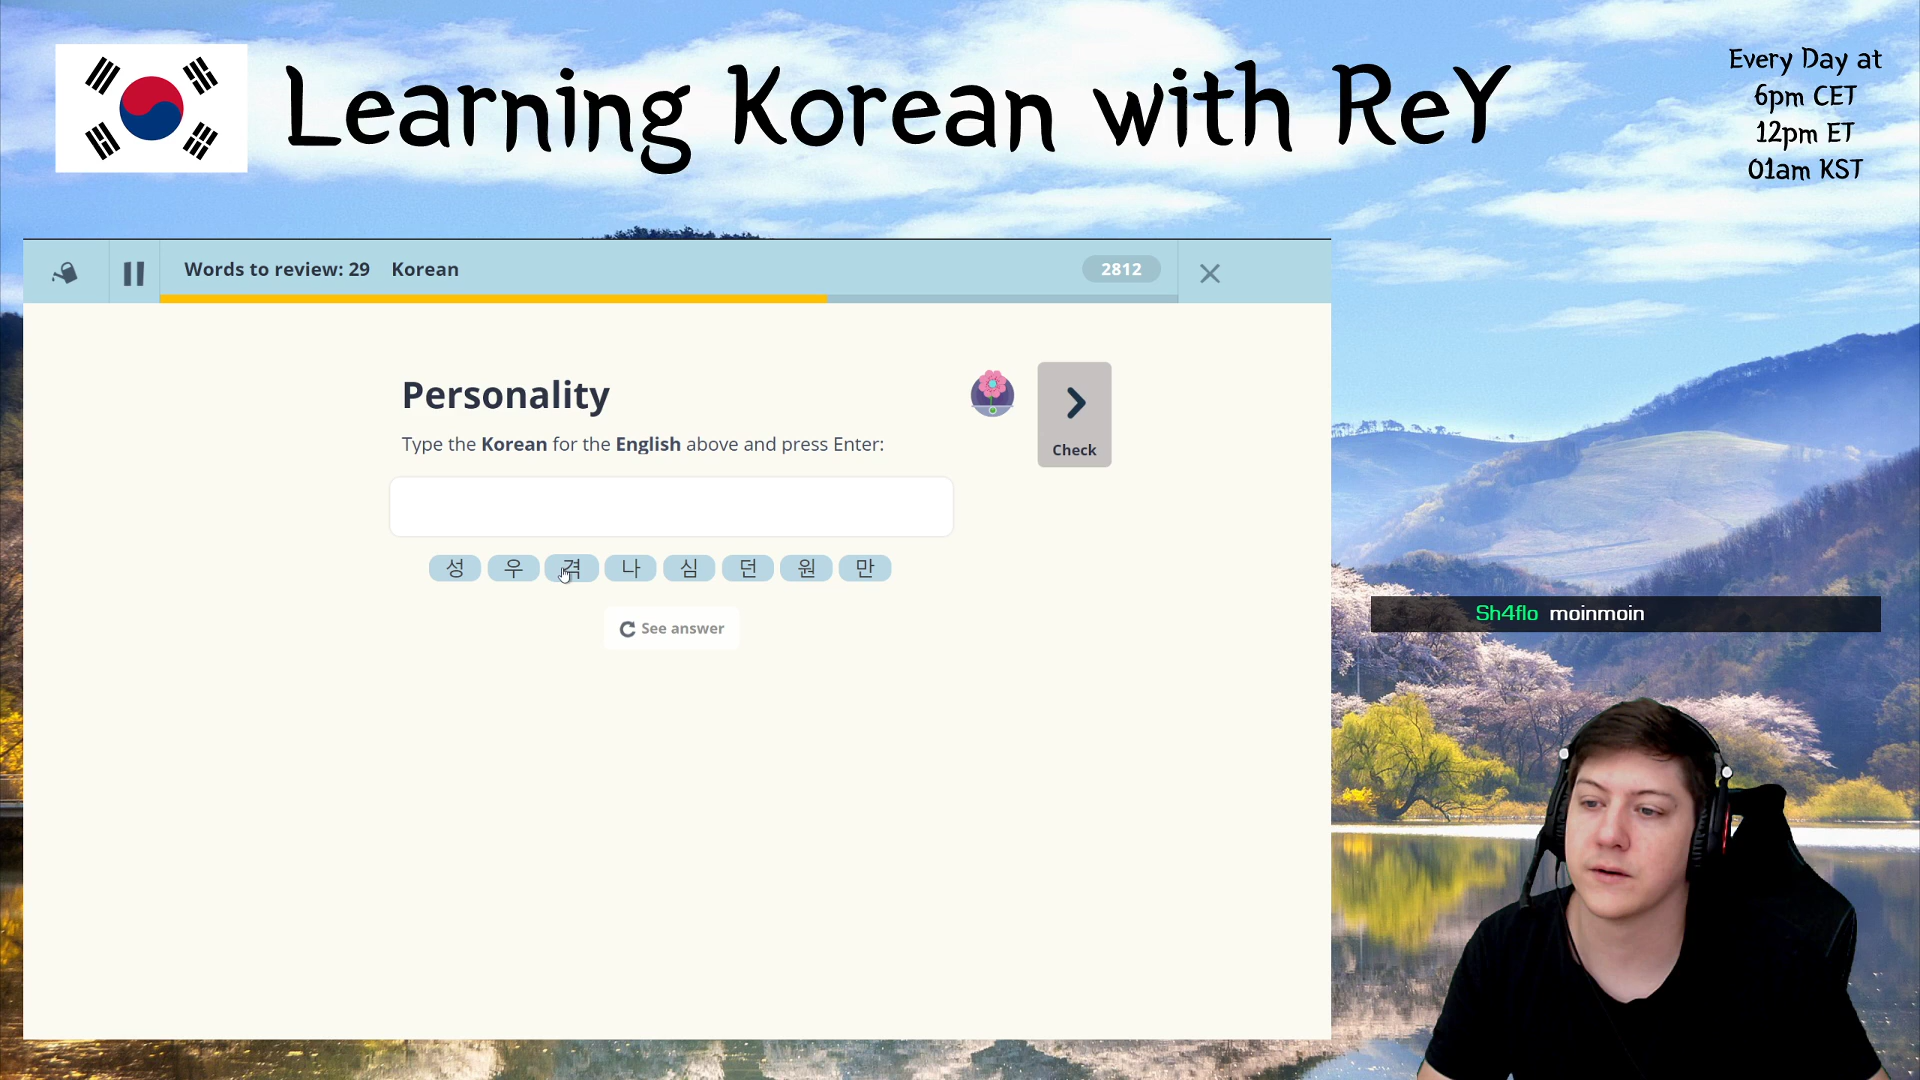 Learning Korean with ReY
Every Day at
6pm CET
12pm ET
01am KST
Words to review: 29 Korean
2812
Personality
Type the Korean for the English above and press Enter:
Check
성 우 격 나 심 던 원 만
See answer
Sh4flo moinmoin